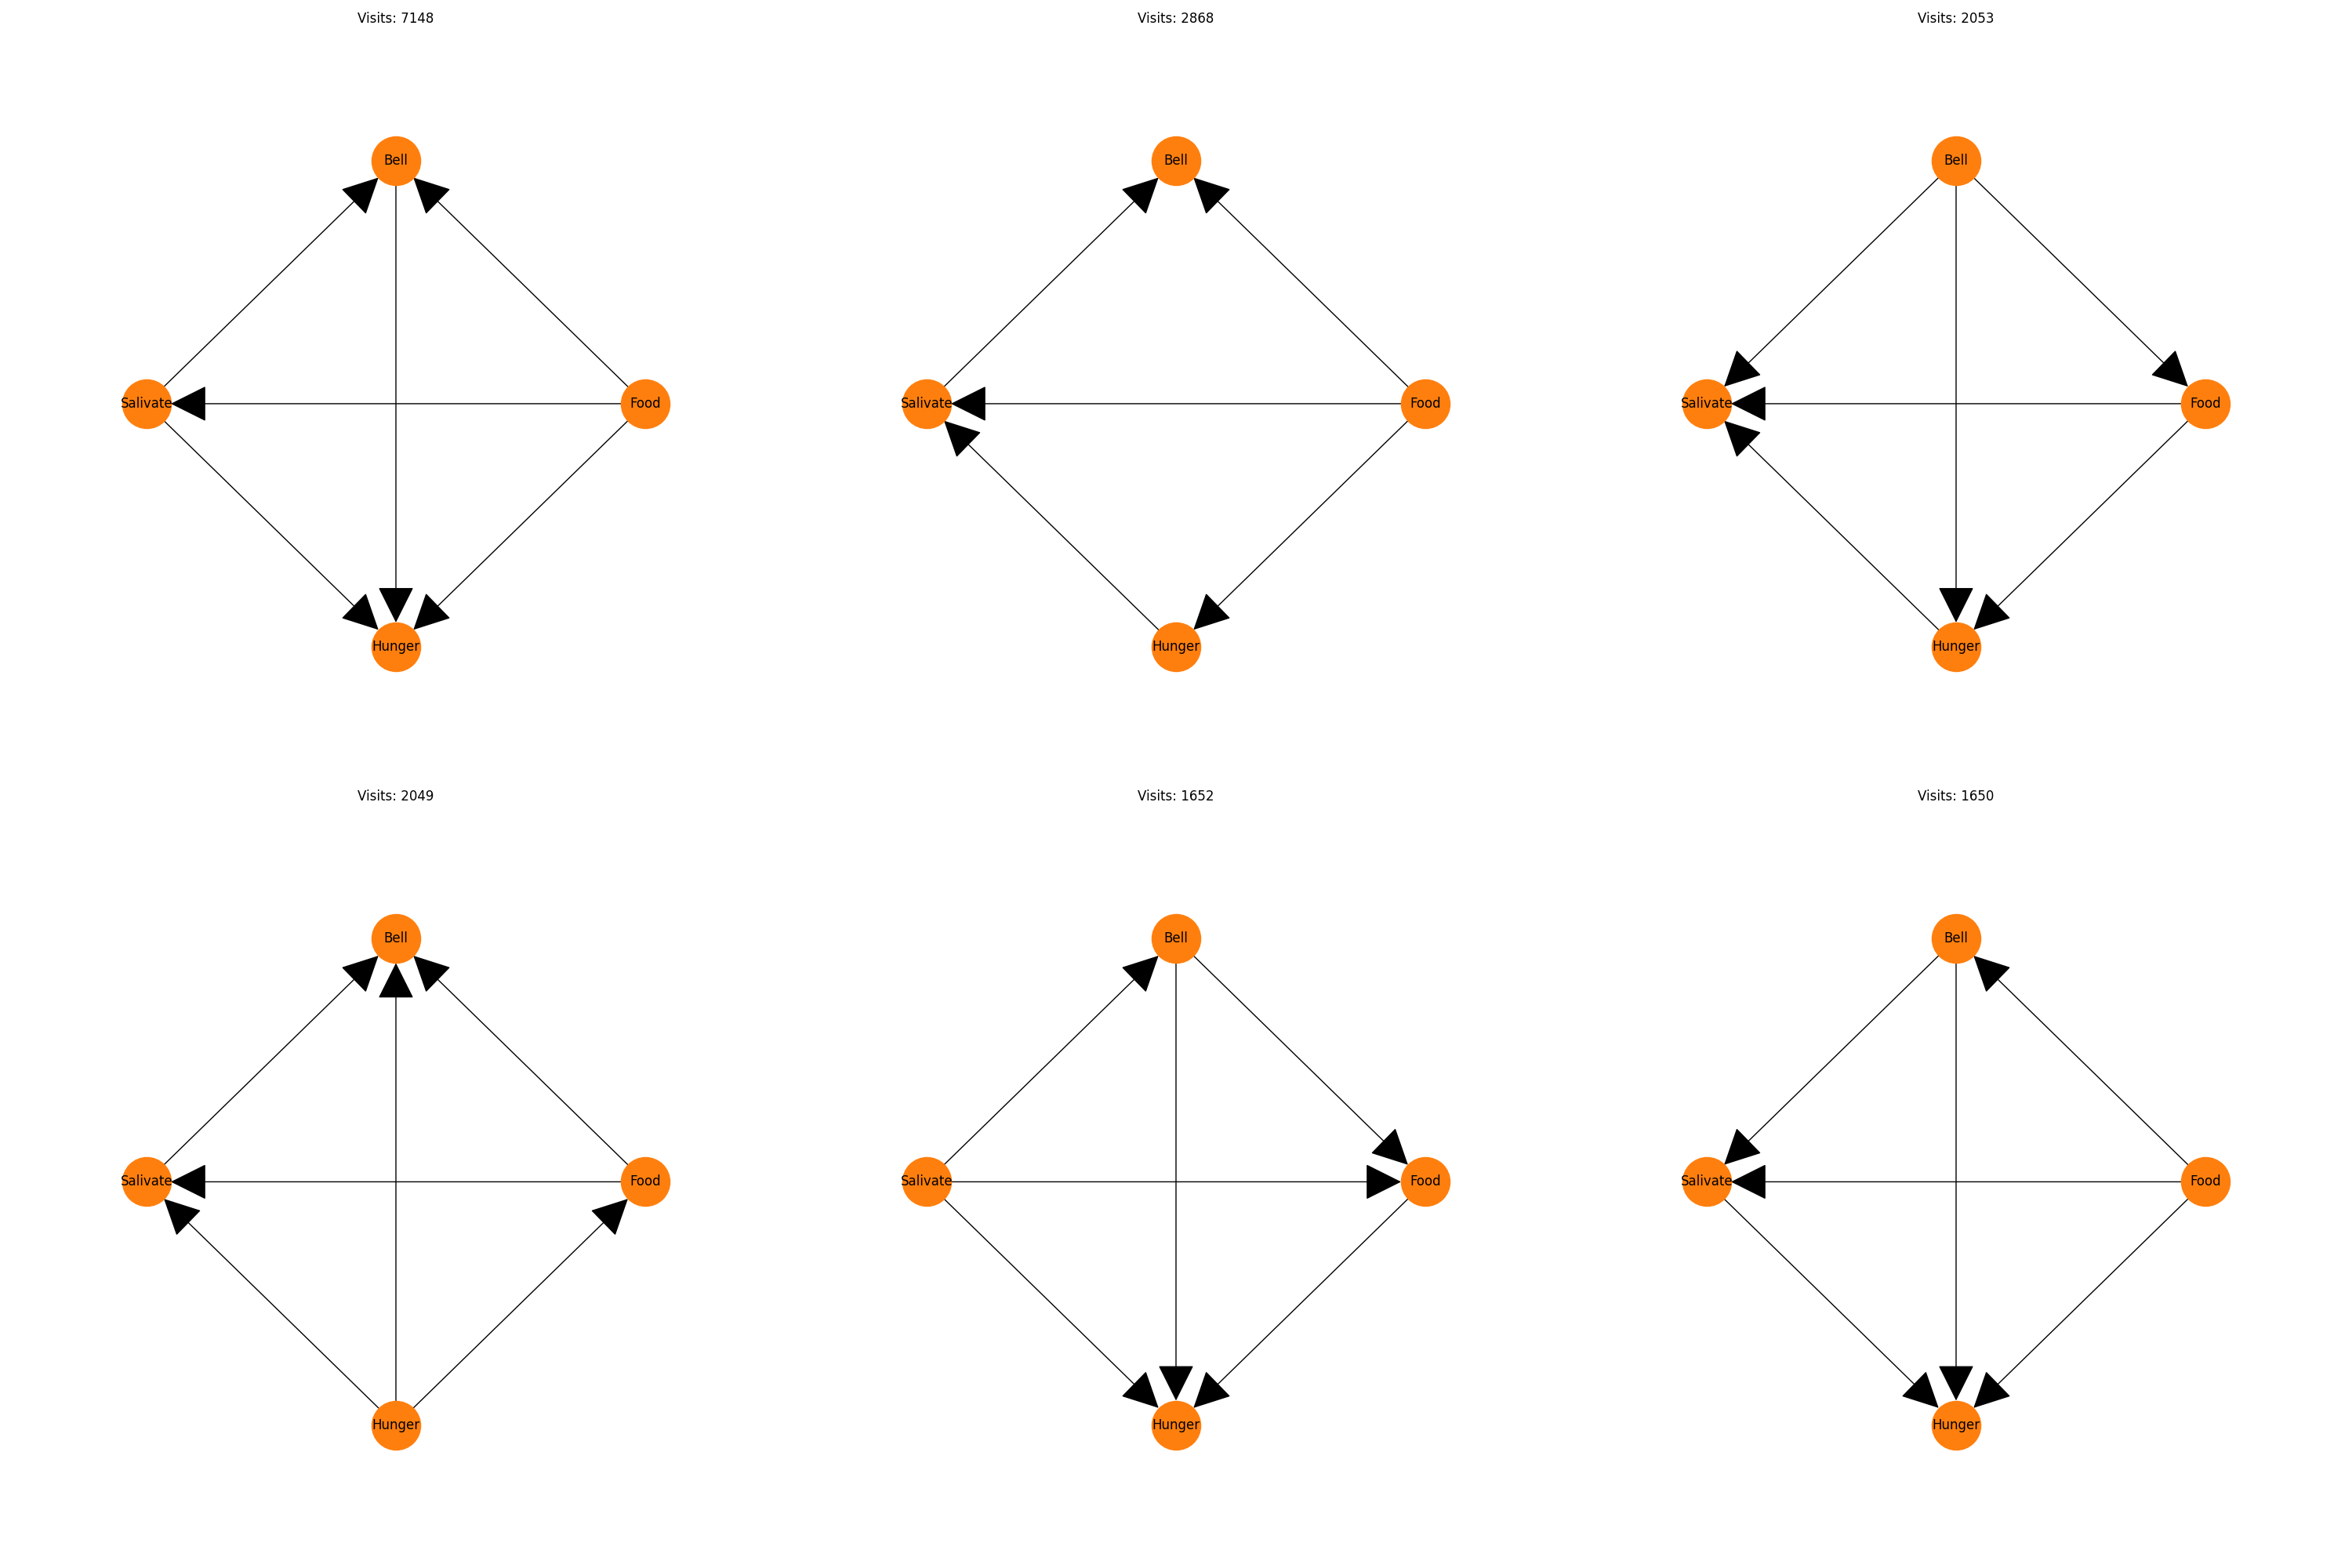 Visits: 7148
Bell
Salivate
Food
Hunger
Visits: 2868
Bell
Salivate
Food
Hunger
Visits: 2053
Bell
Salivate
Food
Hunger
Visits: 2049
Bell
Salivate
Food
Hunger
Visits: 1652
Bell
Salivate
Food
Hunger
Visits: 1650
Bell
Salivate
Food
Hunger